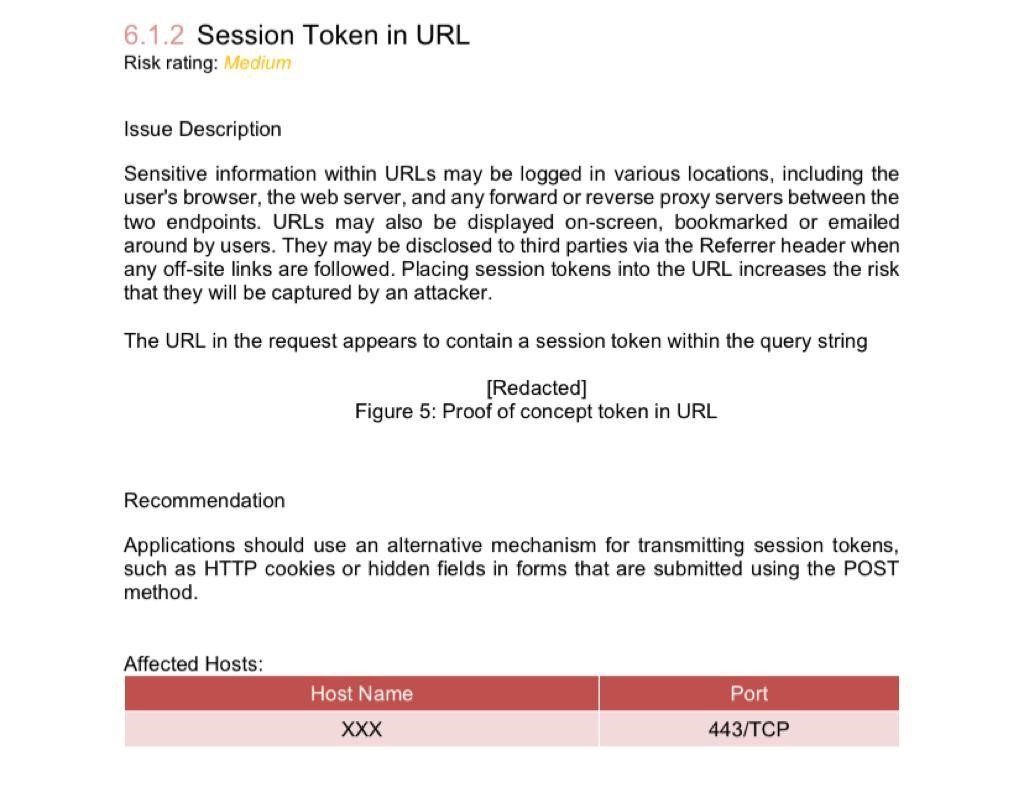 6.1.2 Session Token in URL
Risk rating: Medium
Issue Description
Sensitive information within URLs may be logged in various locations, including the
user's browser, the web server, and any forward or reverse proxy servers between the
two endpoints. URLs may also be displayed on-screen, bookmarked or emailed
around by users. They may be disclosed to third parties via the Referrer header when
any off-site links are followed. Placing session tokens into the URL increases the risk
that they will be captured by an attacker.
The URL in the request appears to contain a session token within the query string
[Redacted]
Figure 5: Proof of concept token in URL
Recommendation
Applications should use an alternative mechanism for transmitting session tokens,
such as HTTP cookies or hidden fields in forms that are submitted using the POST
method.
Affected Hosts:
Host Name Port
XXX 443/TCP